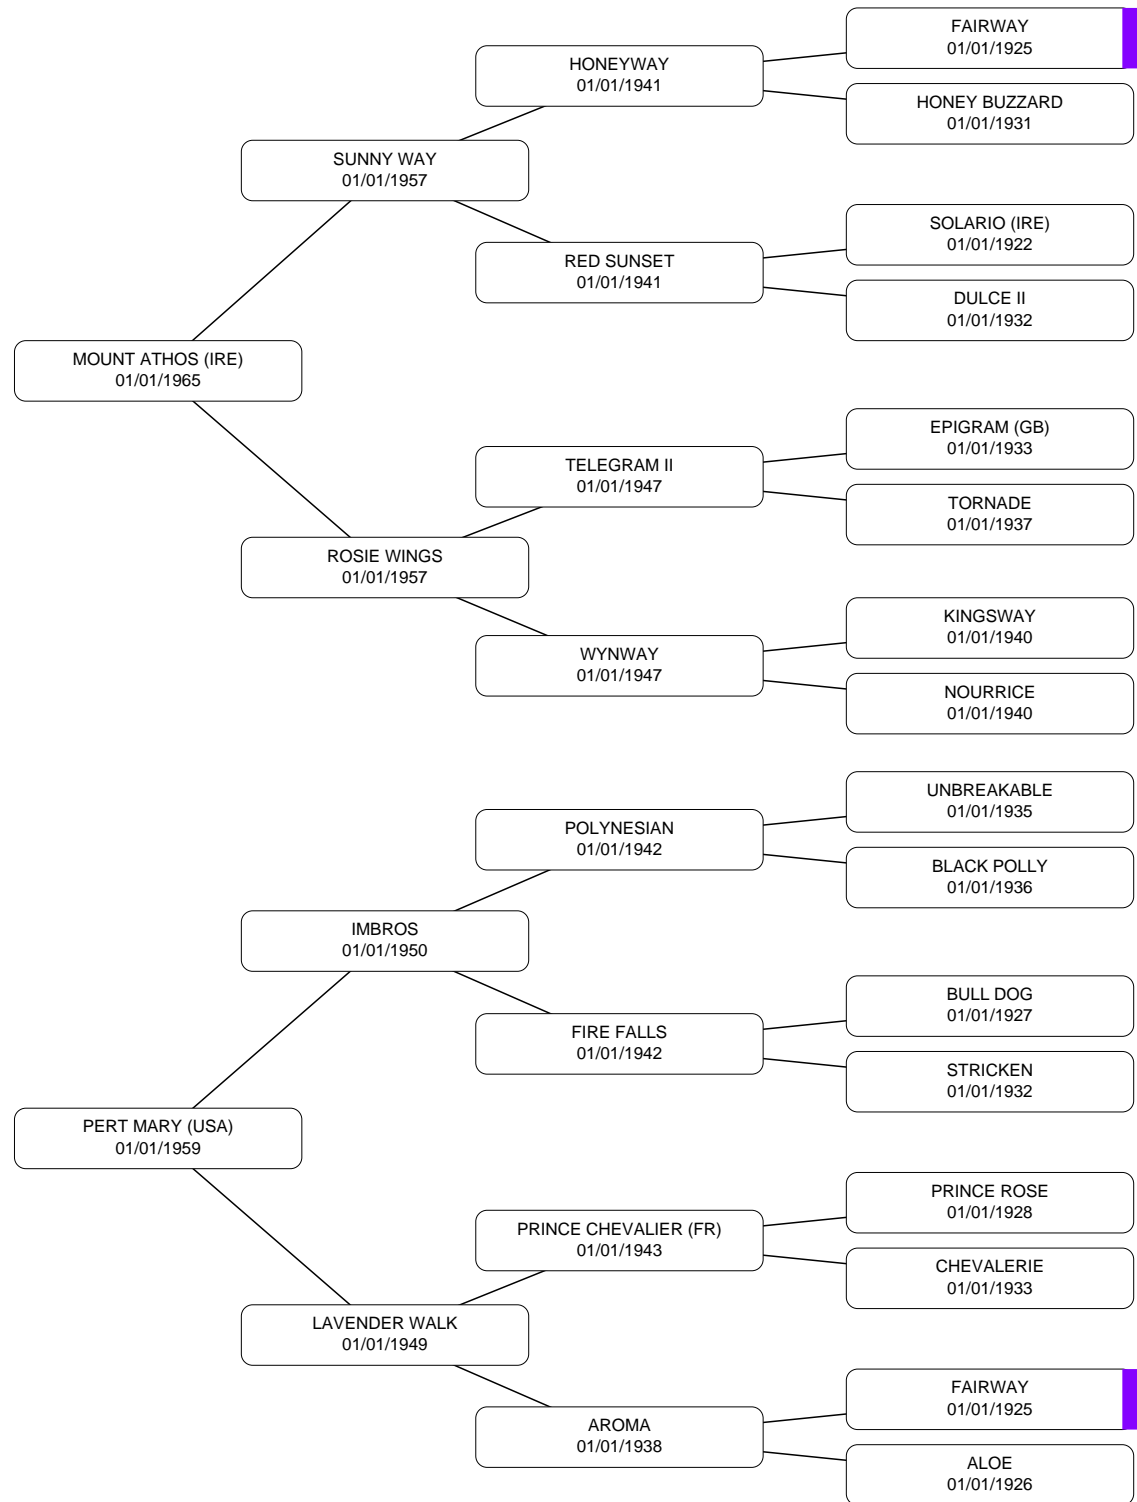 FAIRWAY
01/01/1925
HONEYWAY
01/01/1941
HONEY BUZZARD
01/01/1931
SUNNY WAY
01/01/1957
SOLARIO (IRE)
01/01/1922
RED SUNSET
01/01/1941
DULCE II
01/01/1932
MOUNT ATHOS (IRE)
01/01/1965
EPIGRAM (GB)
01/01/1933
TELEGRAM II
01/01/1947
TORNADE
01/01/1937
ROSIE WINGS
01/01/1957
KINGSWAY
01/01/1940
WYNWAY
01/01/1947
NOURRICE
01/01/1940
UNBREAKABLE
01/01/1935
POLYNESIAN
01/01/1942
BLACK POLLY
01/01/1936
IMBROS
01/01/1950
BULL DOG
01/01/1927
FIRE FALLS
01/01/1942
STRICKEN
01/01/1932
PERT MARY (USA)
01/01/1959
PRINCE ROSE
01/01/1928
PRINCE CHEVALIER (FR)
01/01/1943
CHEVALERIE
01/01/1933
LAVENDER WALK
01/01/1949
FAIRWAY
01/01/1925
AROMA
01/01/1938
ALOE
01/01/1926